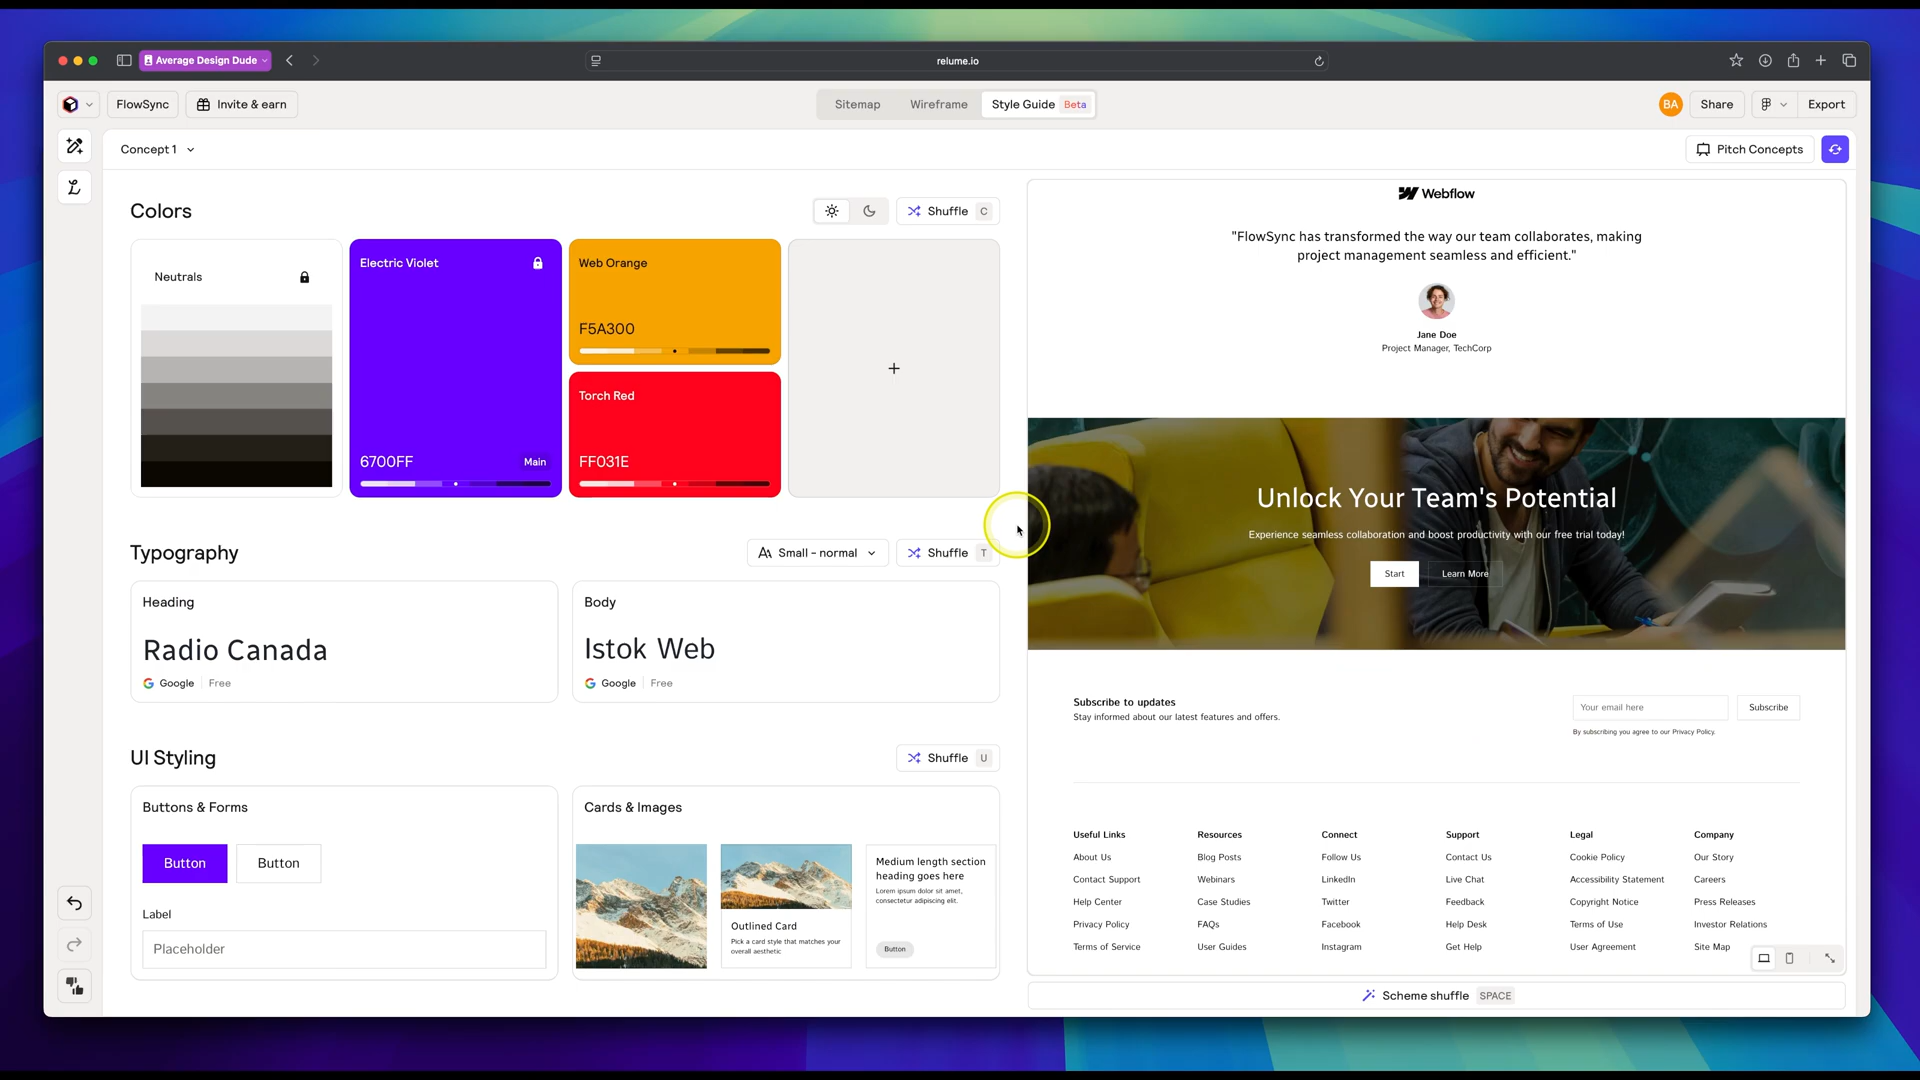 Average Design Dude
relume.io
FlowSync
Invite & earn
Sitemap
Wireframe
Style Guide Beta
BA
Share
Export
Concept 1
Pitch Concepts
Colors
Shuffle C
Neutrals
Electric Violet
6700FF
Main
Web Orange
F5A300
Torch Red
FF031E
Typography
Small - normal
Shuffle T
Heading
Radio Canada
Google
Free
Body
Istok Web
Google
Free
UI Styling
Shuffle U
Buttons & Forms
Button
Button
Label
Placeholder
Cards & Images
Outlined Card
Pick a card style that matches your
overall aesthetic
Medium length section
heading goes here
Lorem ipsum dolor sit amet,
consectetur adipiscing elit.
Button
Webflow
"FlowSync has transformed the way our team collaborates, making
project management seamless and efficient."
Jane Doe
Project Manager, TechCorp
Unlock Your Team's Potential
Experience seamless collaboration and boost productivity with our free trial today!
Start
Learn More
Subscribe to updates
Stay informed about our latest features and offers.
Your email here
Subscribe
By subscribing you agree to our Privacy Policy.
Useful Links
About Us
Contact Support
Help Center
Privacy Policy
Terms of Service
Resources
Blog Posts
Webinars
Case Studies
FAQs
User Guides
Connect
Follow Us
LinkedIn
Twitter
Facebook
Instagram
Support
Contact Us
Live Chat
Feedback
Help Desk
Get Help
Legal
Cookie Policy
Accessibility Statement
Copyright Notice
Terms of Use
User Agreement
Company
Our Story
Careers
Press Releases
Investor Relations
Site Map
Scheme shuffle SPACE